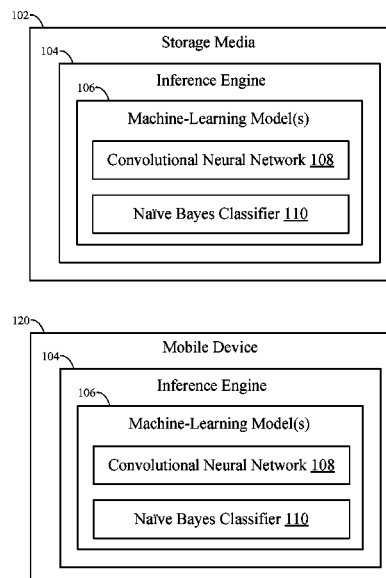 102
Storage Media
104
Inference Engine
106
Machine-Learning Model(s)
Convolutional Neural Network 108
Naïve Bayes Classifier 110
120
Mobile Device
104
Inference Engine
106
Machine-Learning Model(s)
Convolutional Neural Network 108
Naïve Bayes Classifier 110